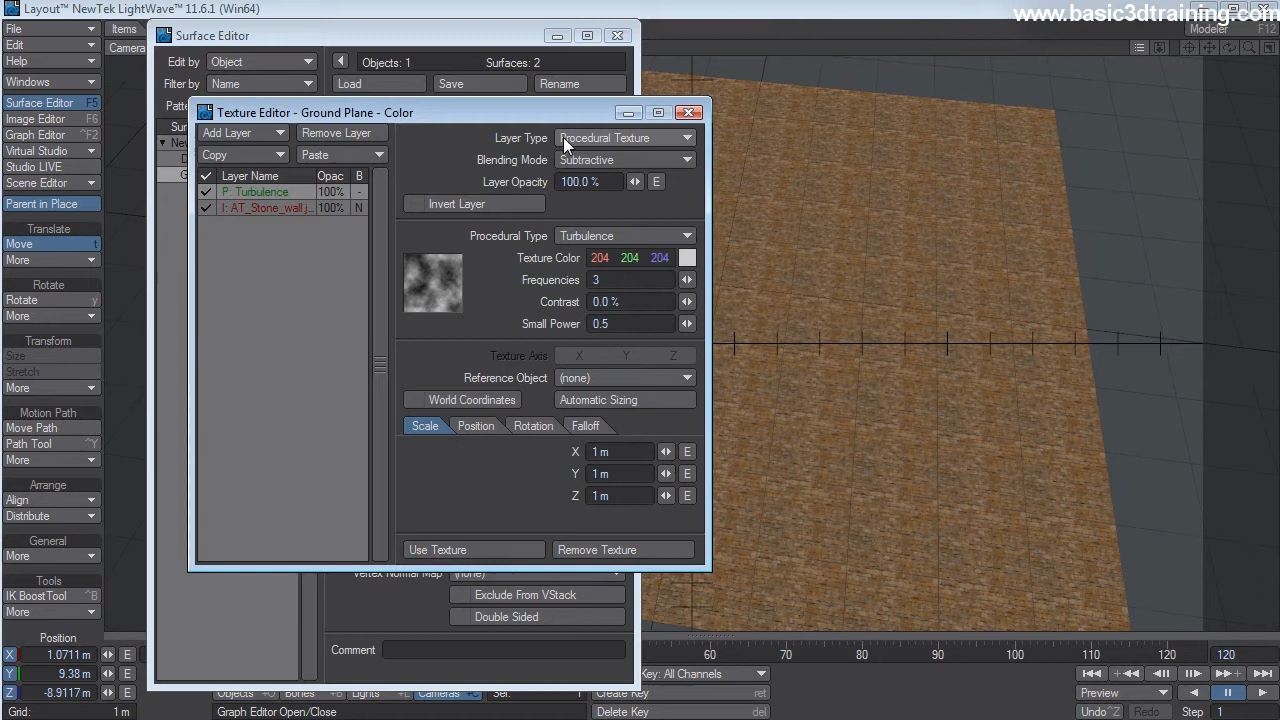 Layout™ NewTek LightWave™ 11.6.1 (Win64)
www.basic3dtraining.com
File
Items
Modeler
F12
Edit
Camera
Help
Windows
Surface Editor F5
Image Editor F6
Graph Editor ^F2
Virtual Studio
Studio LIVE
Scene Editor
Parent in Place
Translate
Move t
More
Rotate
Rotate y
More
Transform
Size
Stretch
More
Motion Path
Move Path
Path Tool ^Y
More
Arrange
Align
Distribute
General
More
Tools
IK BoostTool ^B
More
Position
X 1.0711 m E
Y 9.38 m E
Z -8.9117 m E
Grid: 1 m
Surface Editor
Edit by Object
Objects: 1 Surfaces: 2
Filter by Name
Load Save Rename
Texture Editor - Ground Plane - Color
Add Layer Remove Layer
Copy Paste
Layer Name Opac B
P: Turbulence 100% -
I: AT_Stone_wall.j... 100% N
Layer Type Procedural Texture
Blending Mode Subtractive
Layer Opacity 100.0 % E
Invert Layer
Procedural Type Turbulence
Texture Color 204 204 204
Frequencies 3
Contrast 0.0 %
Small Power 0.5
Texture Axis X Y Z
Reference Object (none)
World Coordinates Automatic Sizing
Scale Position Rotation Falloff
X 1 m E
Y 1 m E
Z 1 m E
Use Texture Remove Texture
Vertex Normal Map (none)
Exclude From VStack
Double Sided
Comment
60 70 80 90 100 110 120 120
Objects +O Bones +B Lights +L Cameras +C Sel: 1
Key: All Channels
Create Key ret
Delete Key del
Graph Editor Open/Close
Preview
Undo ^Z Redo Step 1